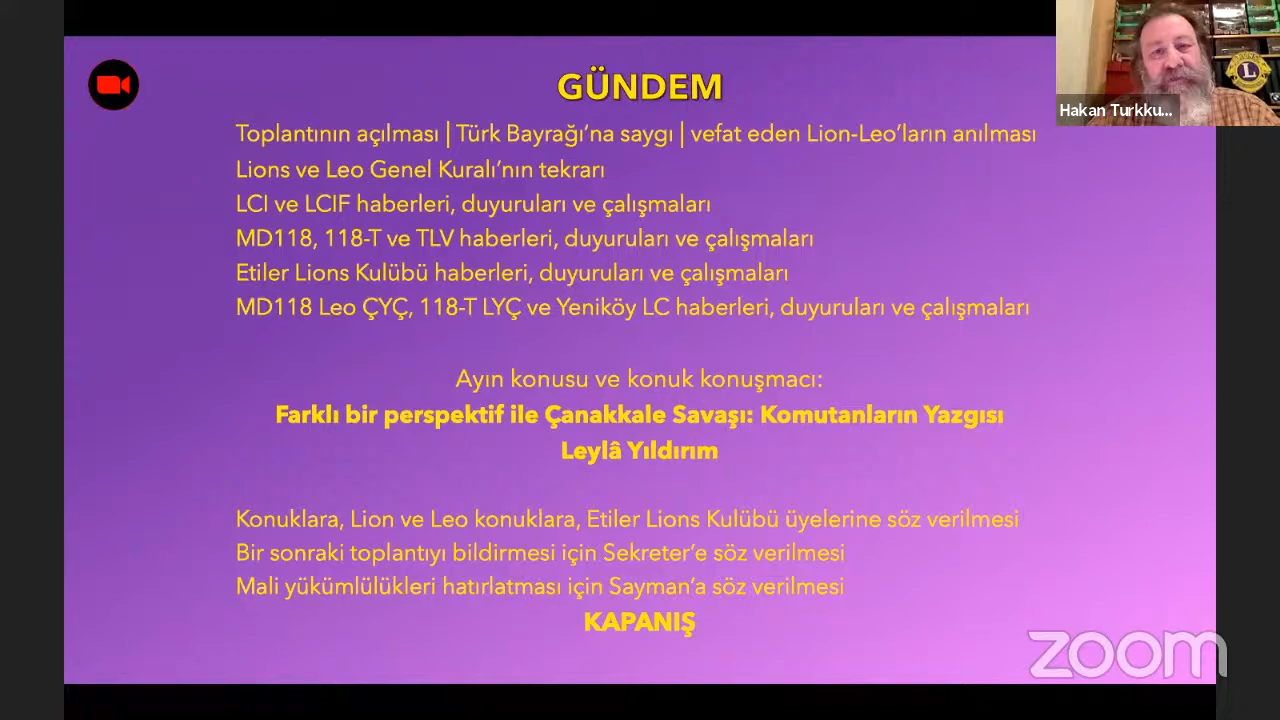 GÜNDEM
Toplantının açılması | Türk Bayrağı’na saygı | vefat eden Lion-Leo’ların anılması
Lions ve Leo Genel Kuralı’nın tekrarı
LCI ve LCIF haberleri, duyuruları ve çalışmaları
MD118, 118-T ve TLV haberleri, duyuruları ve çalışmaları
Etiler Lions Kulübü haberleri, duyuruları ve çalışmaları
MD118 Leo ÇYÇ, 118-T LYÇ ve Yeniköy LC haberleri, duyuruları ve çalışmaları
Ayın konusu ve konuk konuşmacı:
Farklı bir perspektif ile Çanakkale Savaşı: Komutanların Yazgısı
Leylâ Yıldırım
Konuklara, Lion ve Leo konuklara, Etiler Lions Kulübü üyelerine söz verilmesi
Bir sonraki toplantıyı bildirmesi için Sekreter’e söz verilmesi
Mali yükümlülükleri hatırlatması için Sayman’a söz verilmesi
KAPANIŞ
L
Hakan Turkku...
zoom